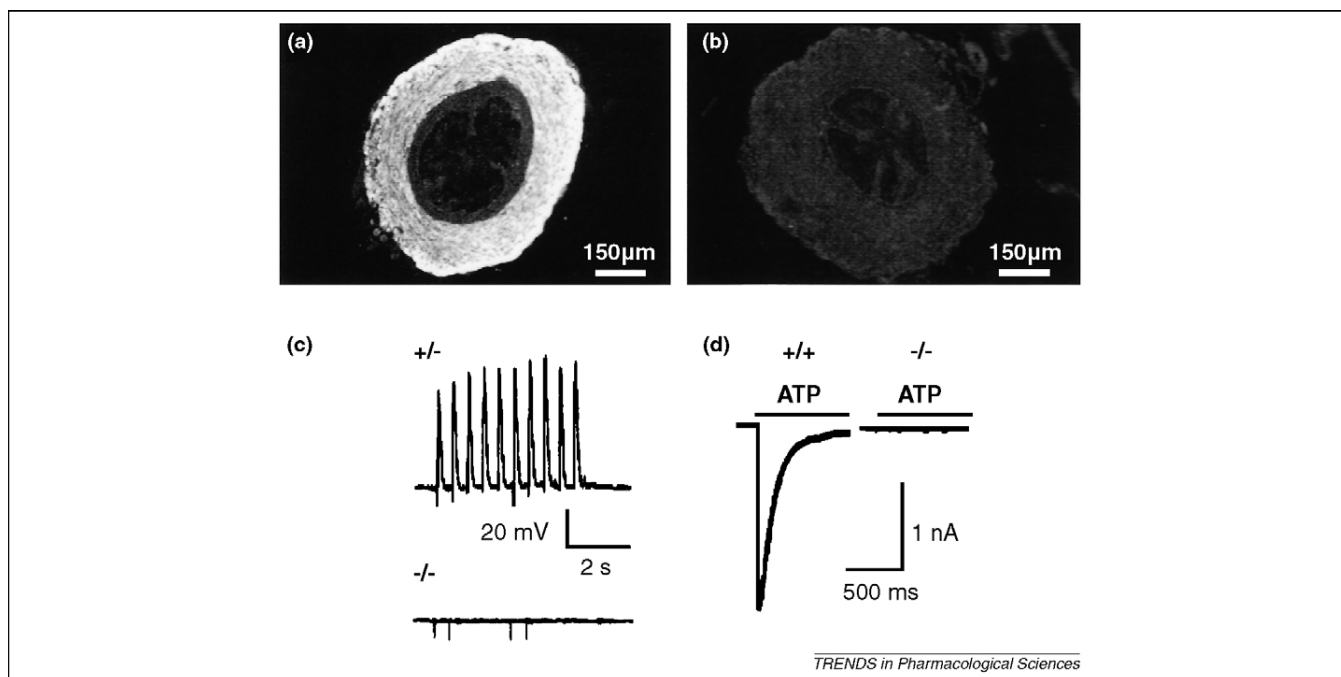 (a)
150µm
(b)
150µm
(c)
+/-
20 mV
2 s
-/-
(d)
+/+
-/-
ATP
ATP
1 nA
500 ms
TRENDS in Pharmacological Sciences